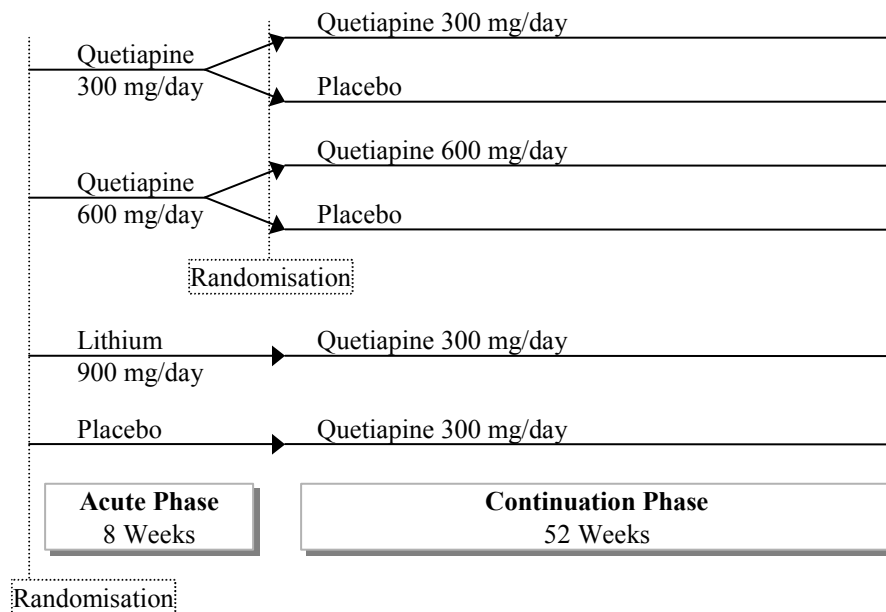 Quetiapine 300 mg/day
Quetiapine
300 mg/day
Placebo
Quetiapine 600 mg/day
Quetiapine
600 mg/day
Placebo
Randomisation
Lithium
900 mg/day
Quetiapine 300 mg/day
Placebo
Quetiapine 300 mg/day
Acute Phase
8 Weeks
Continuation Phase
52 Weeks
Randomisation